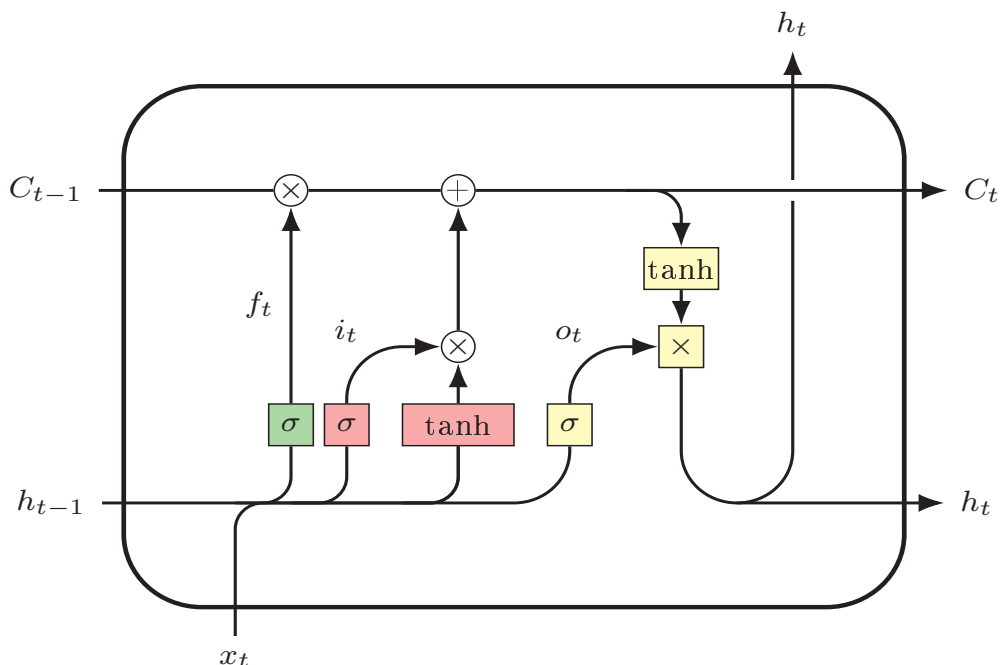 h_t
C_{t-1} × + C_t
tanh
f_t i_t o_t
× ×
σ σ tanh σ
h_{t-1} h_t
x_t